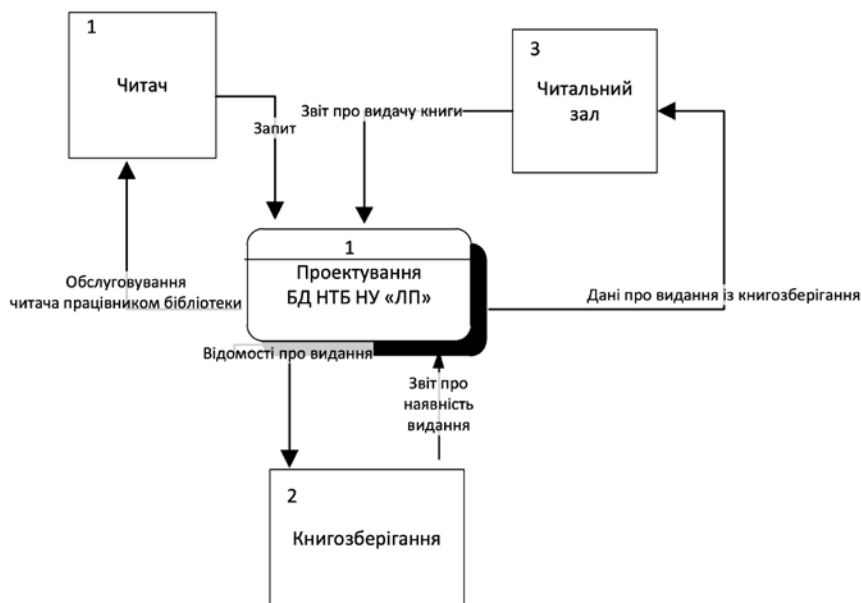 1
Читач
3
Читальний
зал
Звіт про видачу книги
Запит
1
Проектування
БД НТБ НУ «ЛП»
Обслуговування
читача працівником бібліотеки
Дані про видання із книгозберігання
Відомості про видання
Звіт про
наявність
видання
2
Книгозберігання